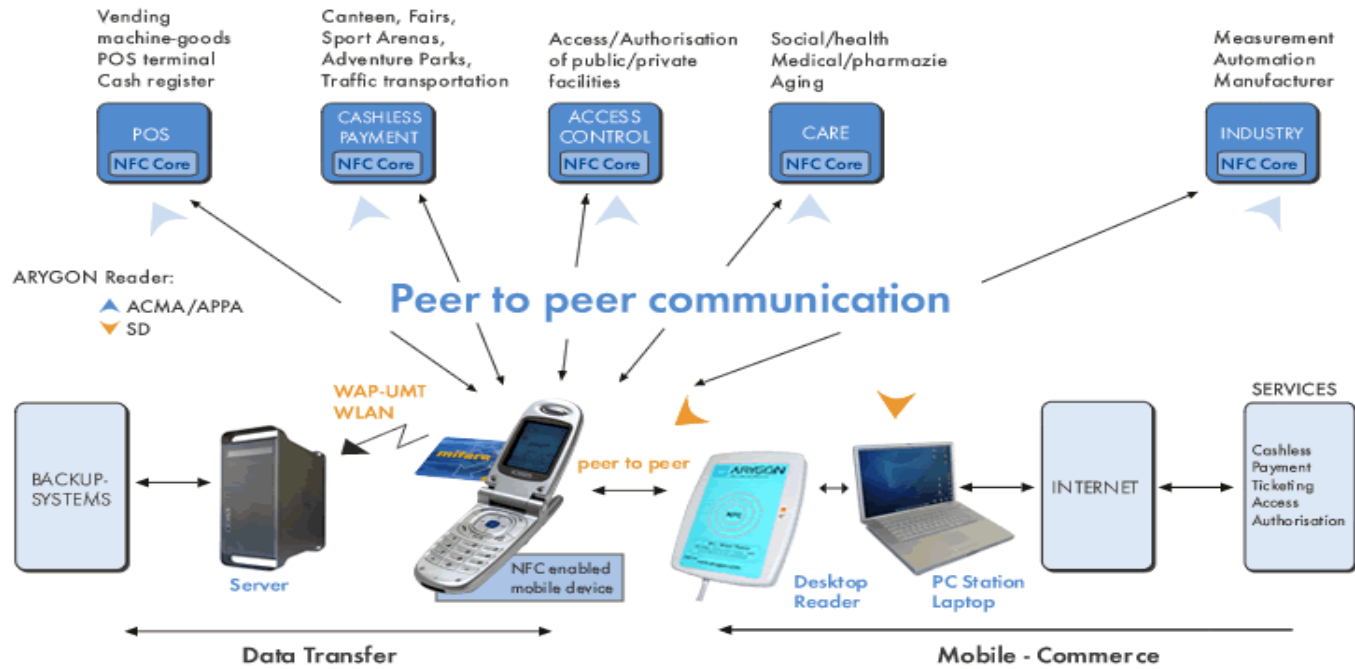 Vending
machine-goods
POS terminal
Cash register
Canteen, Fairs,
Sport Arenas,
Adventure Parks,
Traffic transportation
Access/Authorisation
of public/private
facilities
Social/health
Medical/pharmazie
Aging
Measurement
Automation
Manufacturer
POS
NFC Core
CASHLESS
PAYMENT
NFC Core
ACCESS
CONTROL
NFC Core
CARE
NFC Core
INDUSTRY
NFC Core
ARYGON Reader:
ACMA/APPA
SD
Peer to peer communication
WAP-UMT
WLAN
BACKUP-
SYSTEMS
Server
peer to peer
NFC enabled
mobile device
ARYGON
NFC
Desktop
Reader
PC Station
Laptop
INTERNET
SERVICES
Cashless
Payment
Ticketing
Access
Authorisation
Data Transfer
Mobile - Commerce